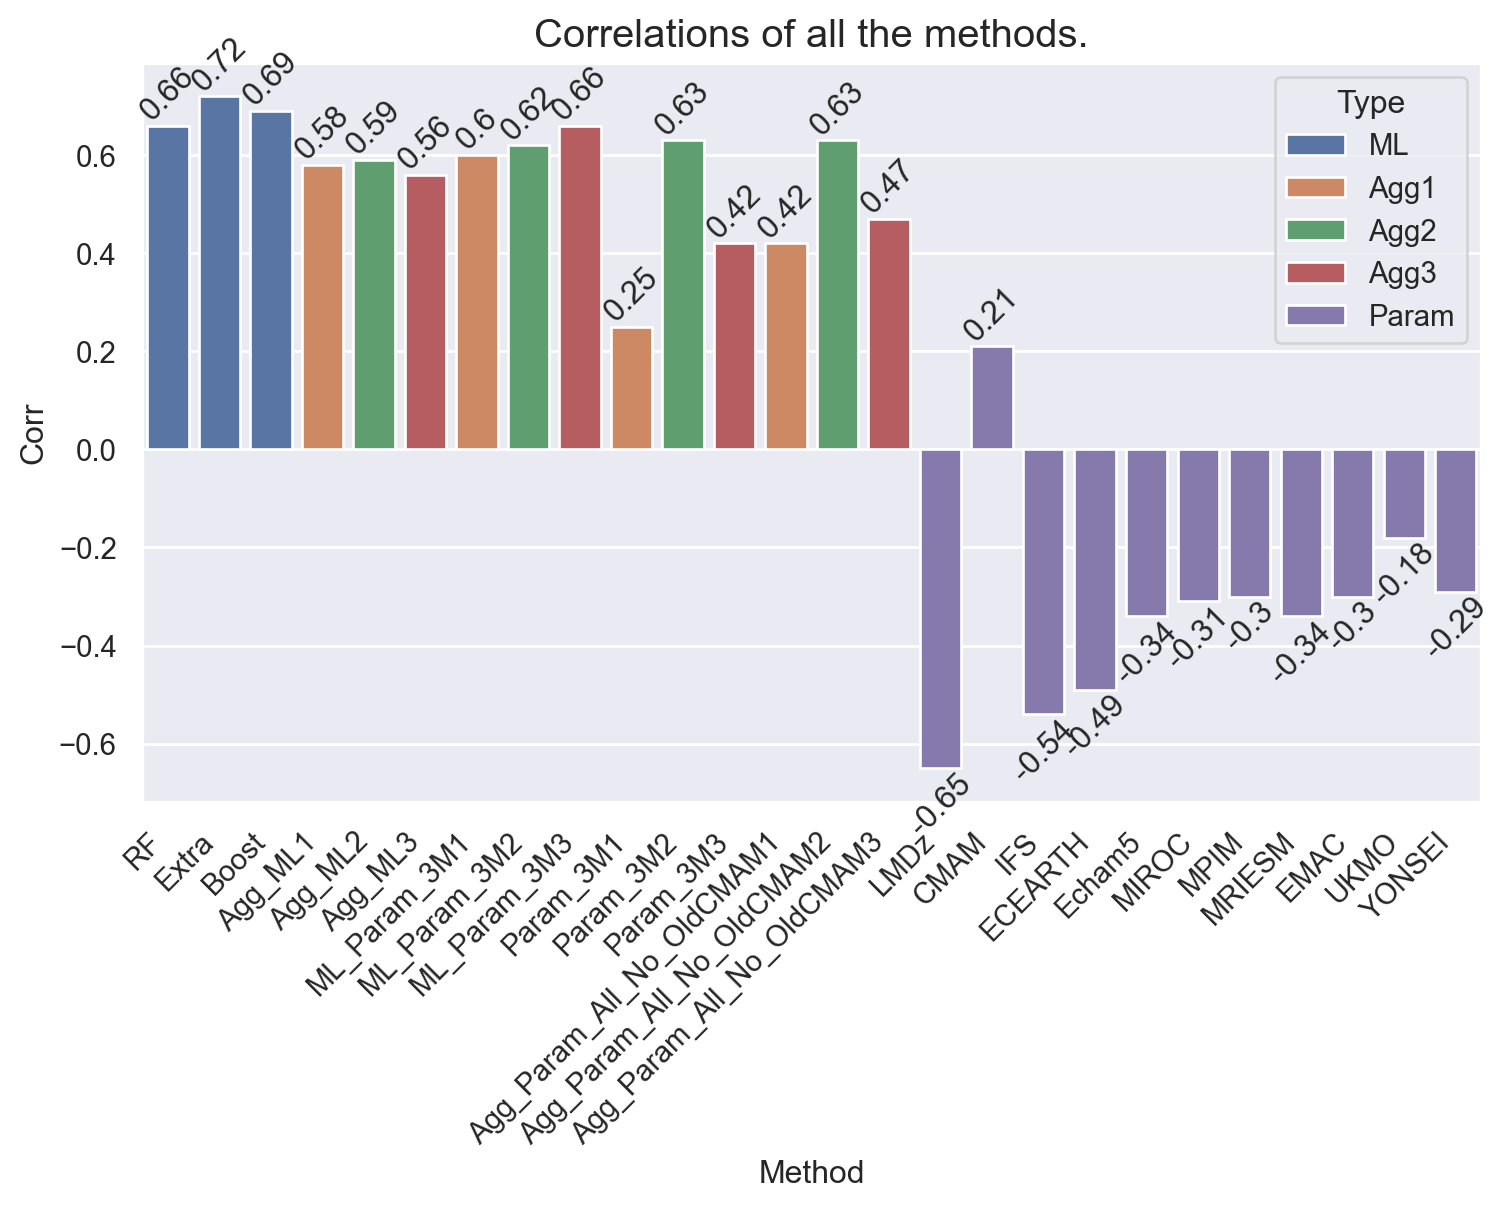 Correlations of all the methods.
Type
ML
Agg1
Agg2
Agg3
Param
Corr
0.6
0.4
0.2
0.0
−0.2
−0.4
−0.6
0.66
0.72
0.69
0.58
0.59
0.56
0.6
0.62
0.66
0.25
0.63
0.42
0.42
0.63
0.47
-0.65
0.21
-0.54
-0.49
-0.34
-0.31
-0.3
-0.34
-0.3
-0.18
-0.29
RF
Extra
Boost
Agg_ML1
Agg_ML2
Agg_ML3
ML_Param_3M1
ML_Param_3M2
ML_Param_3M3
Param_3M1
Param_3M2
Param_3M3
Agg_Param_All_No_OldCMAM1
Agg_Param_All_No_OldCMAM2
Agg_Param_All_No_OldCMAM3
LMDz
CMAM
IFS
ECEARTH
Echam5
MIROC
MPIM
MRIESM
EMAC
UKMO
YONSEI
Method